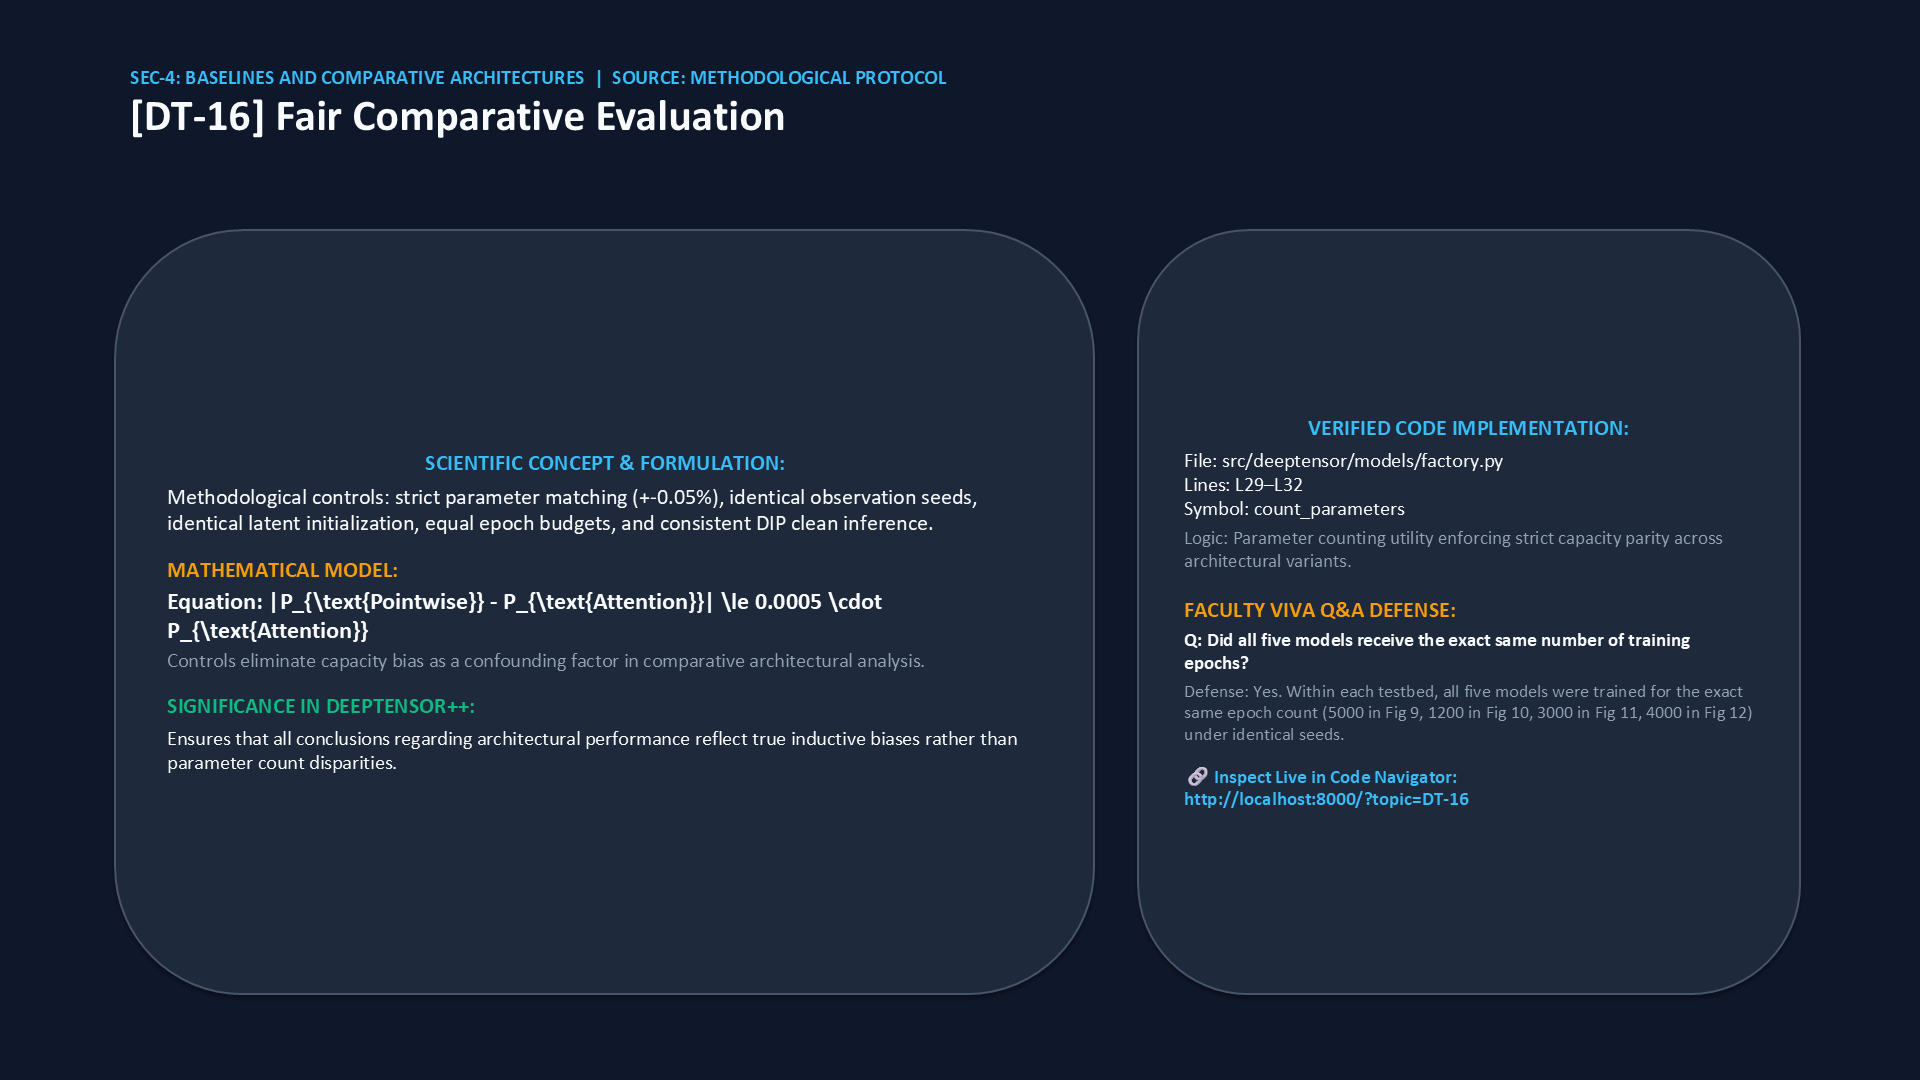 SEC-4: BASELINES AND COMPARATIVE ARCHITECTURES | SOURCE: METHODOLOGICAL PROTOCOL
[DT-16] Fair Comparative Evaluation
SCIENTIFIC CONCEPT & FORMULATION:
Methodological controls: strict parameter matching (+-0.05%), identical observation seeds,
identical latent initialization, equal epoch budgets, and consistent DIP clean inference.
MATHEMATICAL MODEL:
Equation: |P_{\text{Pointwise}} - P_{\text{Attention}}| \le 0.0005 \cdot
P_{\text{Attention}}
Controls eliminate capacity bias as a confounding factor in comparative architectural analysis.
SIGNIFICANCE IN DEEPTENSOR++:
Ensures that all conclusions regarding architectural performance reflect true inductive biases rather than
parameter count disparities.
VERIFIED CODE IMPLEMENTATION:
File: src/deeptensor/models/factory.py
Lines: L29–L32
Symbol: count_parameters
Logic: Parameter counting utility enforcing strict capacity parity across
architectural variants.
FACULTY VIVA Q&A DEFENSE:
Q: Did all five models receive the exact same number of training
epochs?
Defense: Yes. Within each testbed, all five models were trained for the exact
same epoch count (5000 in Fig 9, 1200 in Fig 10, 3000 in Fig 11, 4000 in Fig 12)
under identical seeds.
🔗 Inspect Live in Code Navigator:
http://localhost:8000/?topic=DT-16